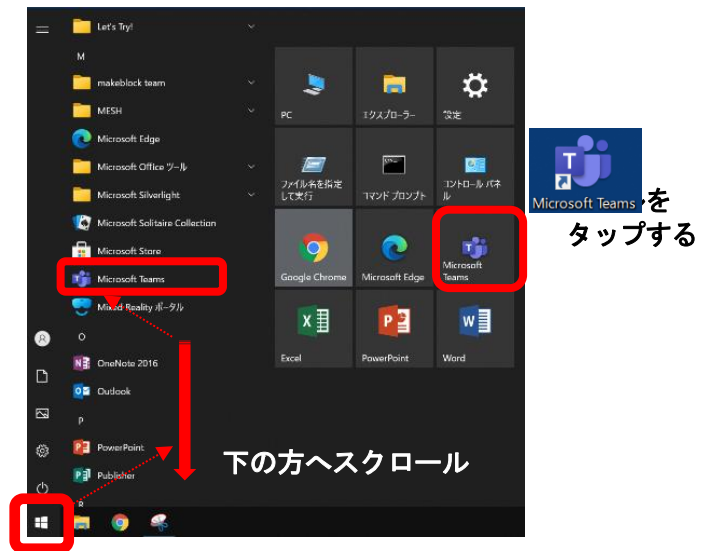 Let's Try!
M
makeblock team
MESH
Microsoft Edge
Microsoft Office ツール
Microsoft Silverlight
Microsoft Solitaire Collection
Microsoft Store
Microsoft Teams
Mixed Reality ポータル
O
OneNote 2016
Outlook
P
PowerPoint
Publisher
R
PC
エクスプローラー
設定
ファイル名を指定
して実行
コマンド プロンプト
コントロール パネ
ル
Google Chrome
Microsoft Edge
Microsoft
Teams
Excel
PowerPoint
Word
下の方へスクロール
Microsoft Teams
を
タップする